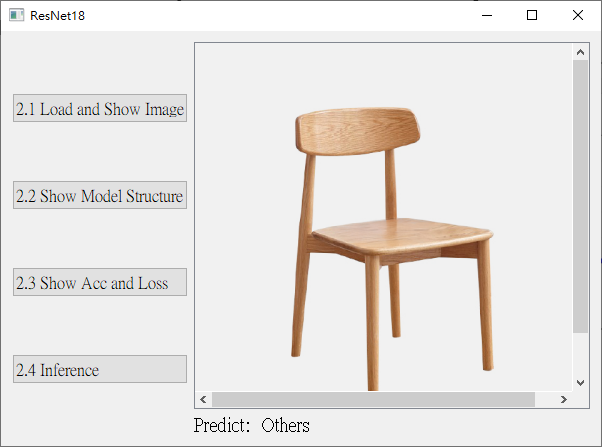 ResNet18
2.1 Load and Show Image
2.2 Show Model Structure
2.3 Show Acc and Loss
2.4 Inference
Predict: Others